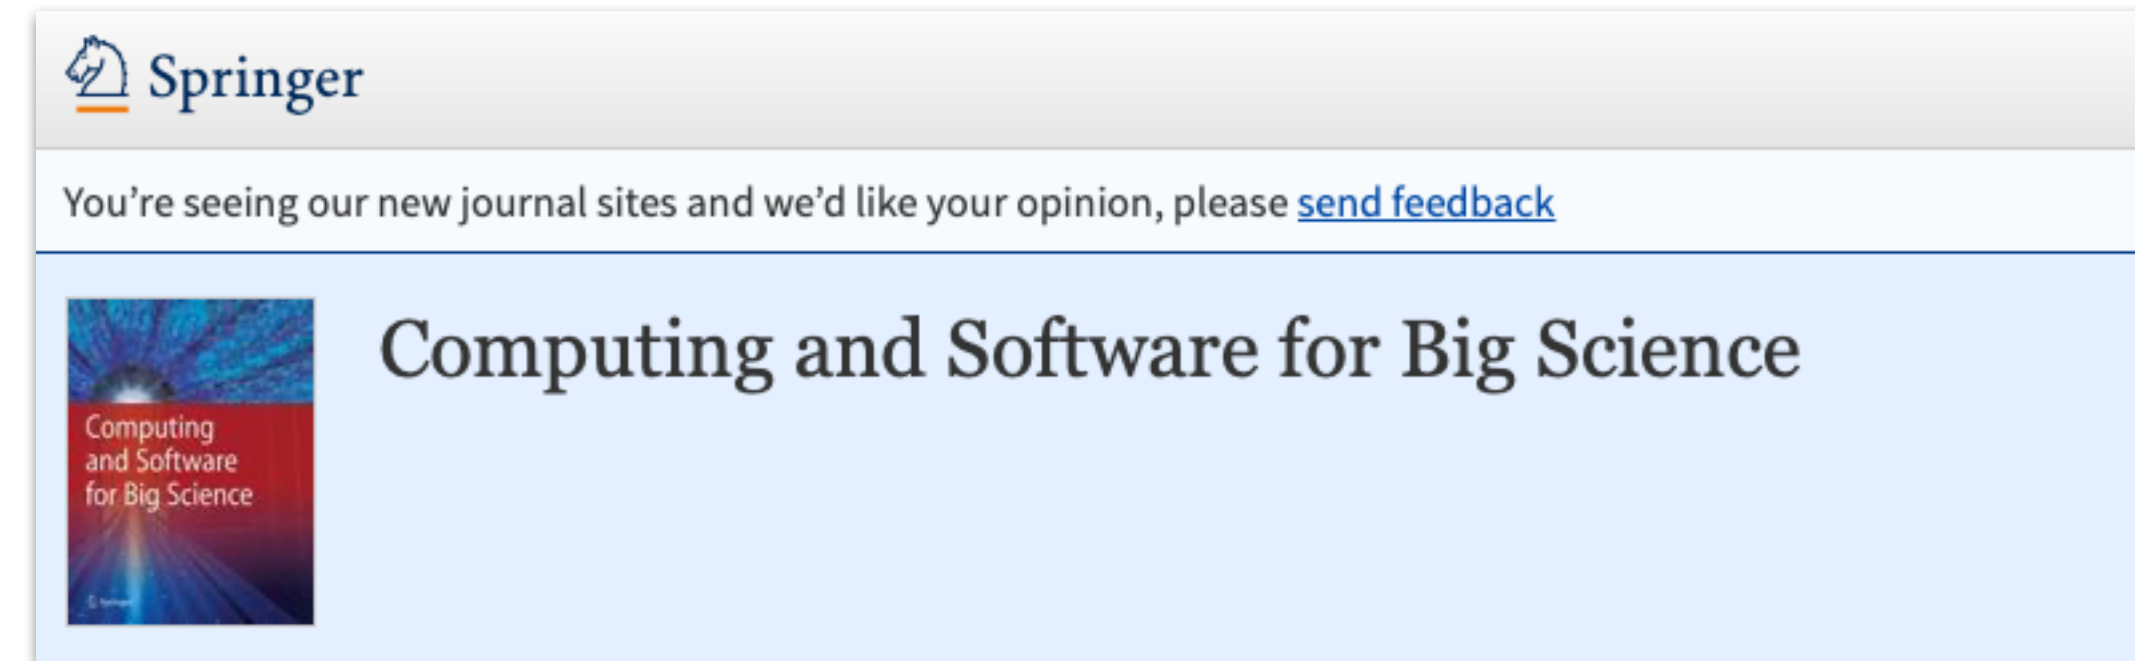 Springer
You’re seeing our new journal sites and we’d like your opinion, please send feedback
Computing and Software for Big Science
Computing
and Software
for Big Science
Springer